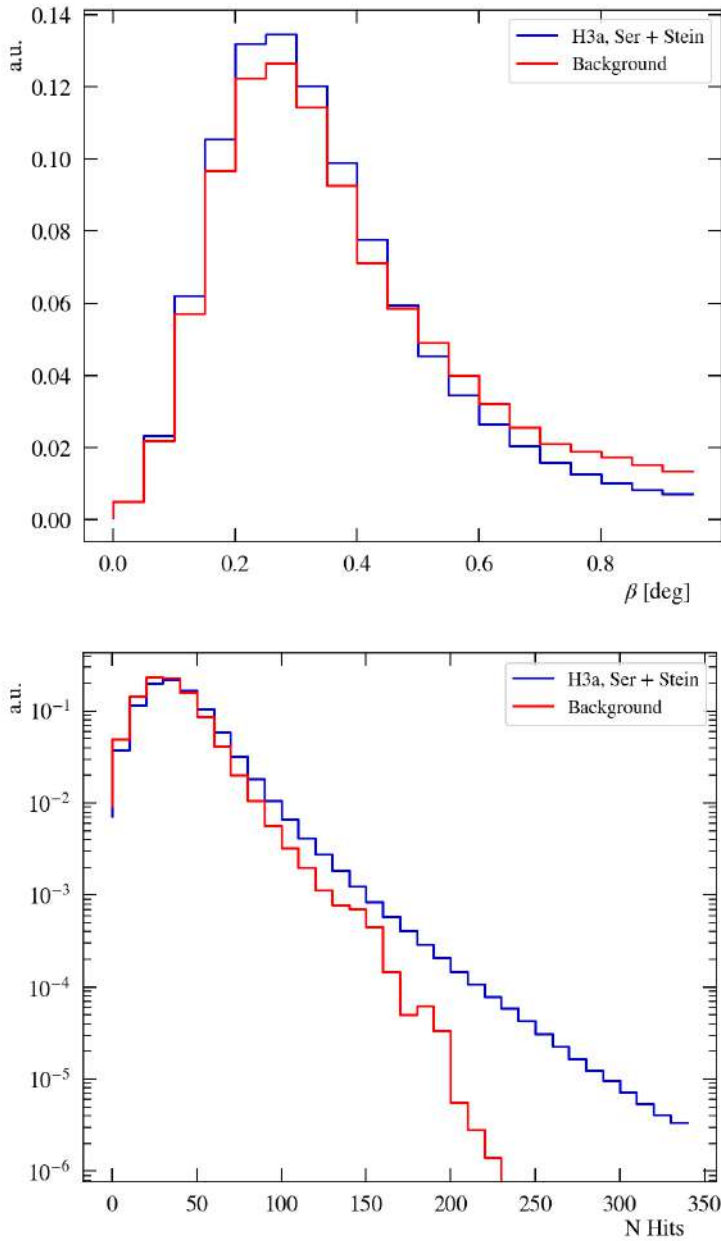 a.u.
0.14
0.12
0.10
0.08
0.06
0.04
0.02
0.00
H3a, Ser + Stein
Background
0.0 0.2 0.4 0.6 0.8
β [deg]
a.u.
10⁻¹
10⁻²
10⁻³
10⁻⁴
10⁻⁵
10⁻⁶
H3a, Ser + Stein
Background
0 50 100 150 200 250 300 350
N Hits